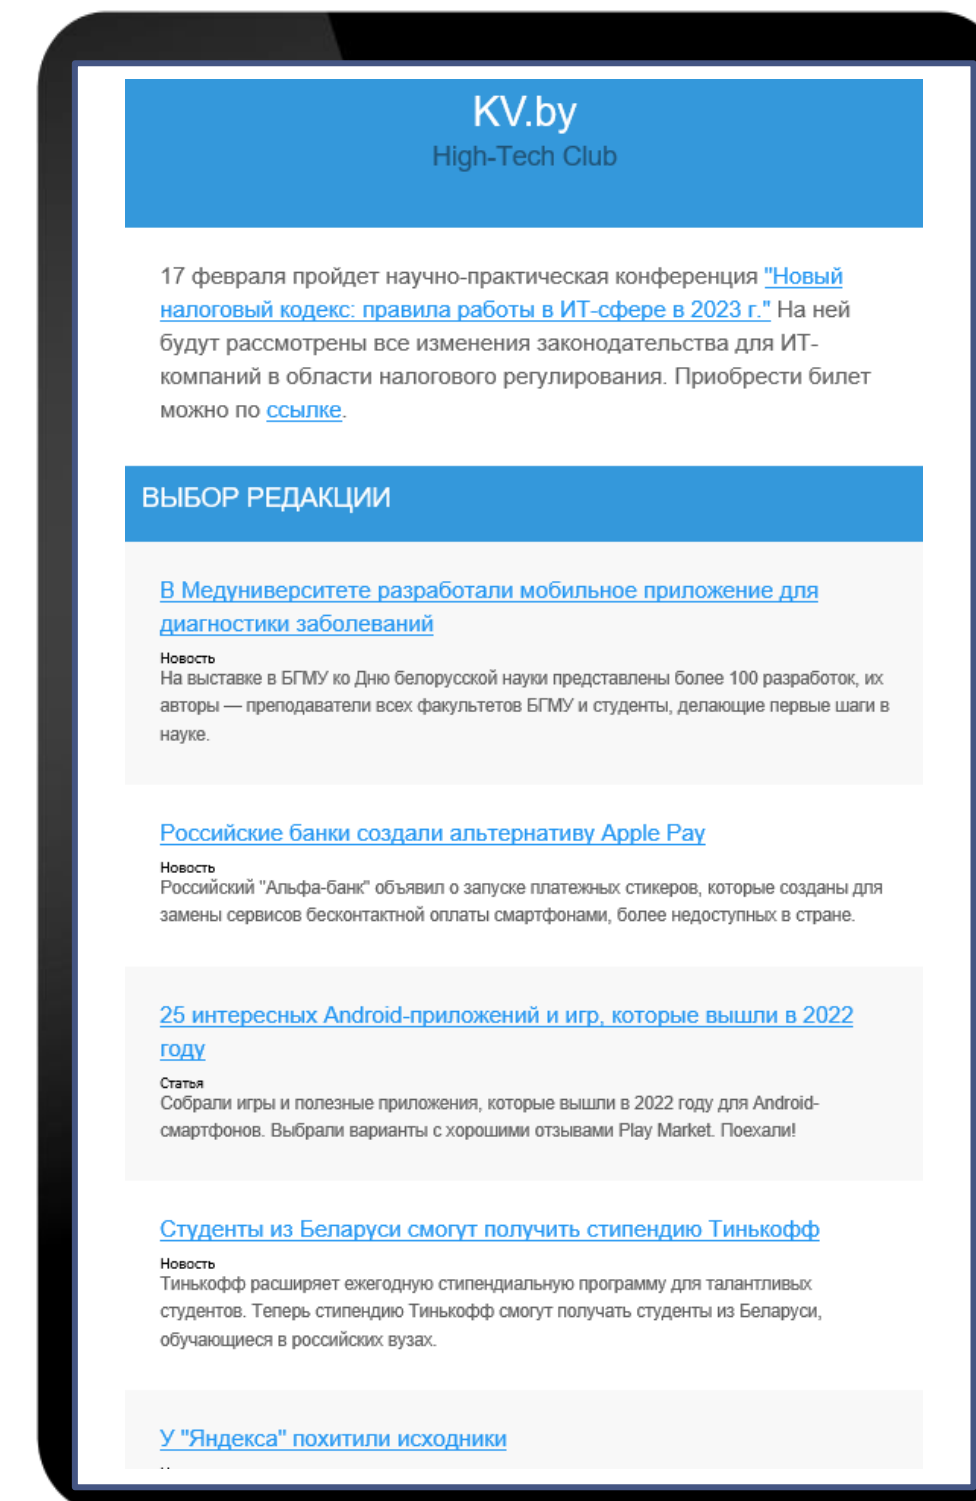 KV.by
High-Tech Club
17 февраля пройдет научно-практическая конференция "Новый
налоговый кодекс: правила работы в ИТ-сфере в 2023 г." На ней
будут рассмотрены все изменения законодательства для ИТ-
компаний в области налогового регулирования. Приобрести билет
можно по ссылке.
ВЫБОР РЕДАКЦИИ
В Медуниверситете разработали мобильное приложение для
диагностики заболеваний
Новость
На выставке в БГМУ ко Дню белорусской науки представлены более 100 разработок, их
авторы — преподаватели всех факультетов БГМУ и студенты, делающие первые шаги в
науке.
Российские банки создали альтернативу Apple Pay
Новость
Российский "Альфа-банк" объявил о запуске платежных стикеров, которые созданы для
замены сервисов бесконтактной оплаты смартфонами, более недоступных в стране.
25 интересных Android-приложений и игр, которые вышли в 2022
году
Статья
Собрали игры и полезные приложения, которые вышли в 2022 году для Android-
смартфонов. Выбрали варианты с хорошими отзывами Play Market. Поехали!
Студенты из Беларуси смогут получить стипендию Тинькофф
Новость
Тинькофф расширяет ежегодную стипендиальную программу для талантливых
студентов. Теперь стипендию Тинькофф смогут получать студенты из Беларуси,
обучающиеся в российских вузах.
У "Яндекса" похитили исходники